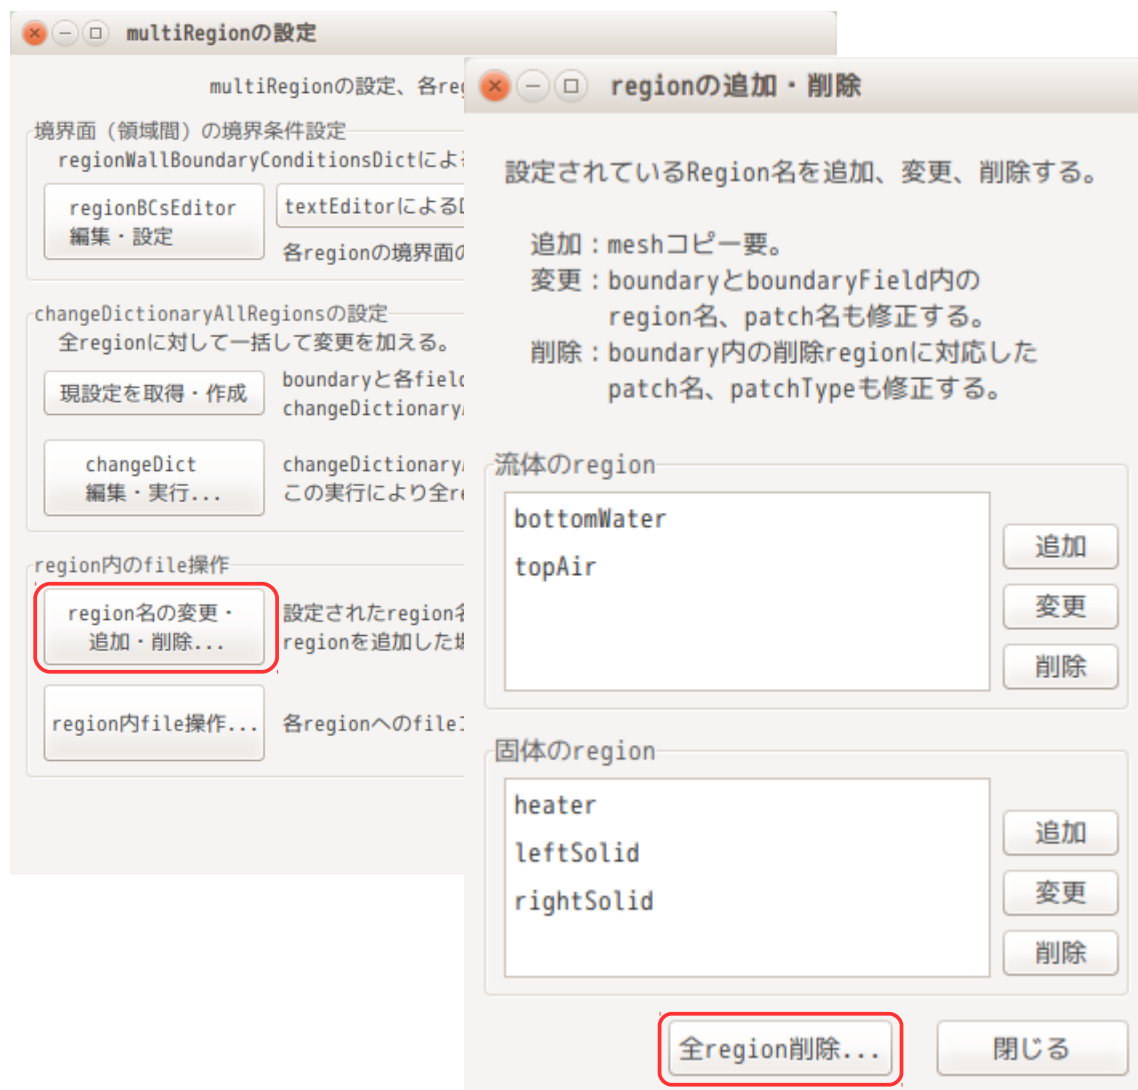 multiRegionの設定
multiRegionの設定、各reg
境界面（領域間）の境界条件設定
regionWallBoundaryConditionsDictによる
regionBCsEditor
編集・設定
textEditorによるD
各regionの境界面の
changeDictionaryAllRegionsの設定
全regionに対して一括して変更を加える。
現設定を取得・作成
boundaryと各field
changeDictionaryA
changeDict
編集・実行...
changeDictionaryA
この実行により全re
region内のfile操作
region名の変更・
追加・削除...
設定されたregion名
regionを追加した場
region内file操作...
各regionへのfileコ
regionの追加・削除
設定されているRegion名を追加、変更、削除する。
追加：meshコピー要。
変更：boundaryとboundaryField内の
region名、patch名も修正する。
削除：boundary内の削除regionに対応した
patch名、patchTypeも修正する。
流体のregion
bottomWater
topAir
追加
変更
削除
固体のregion
heater
leftSolid
rightSolid
追加
変更
削除
全region削除...
閉じる